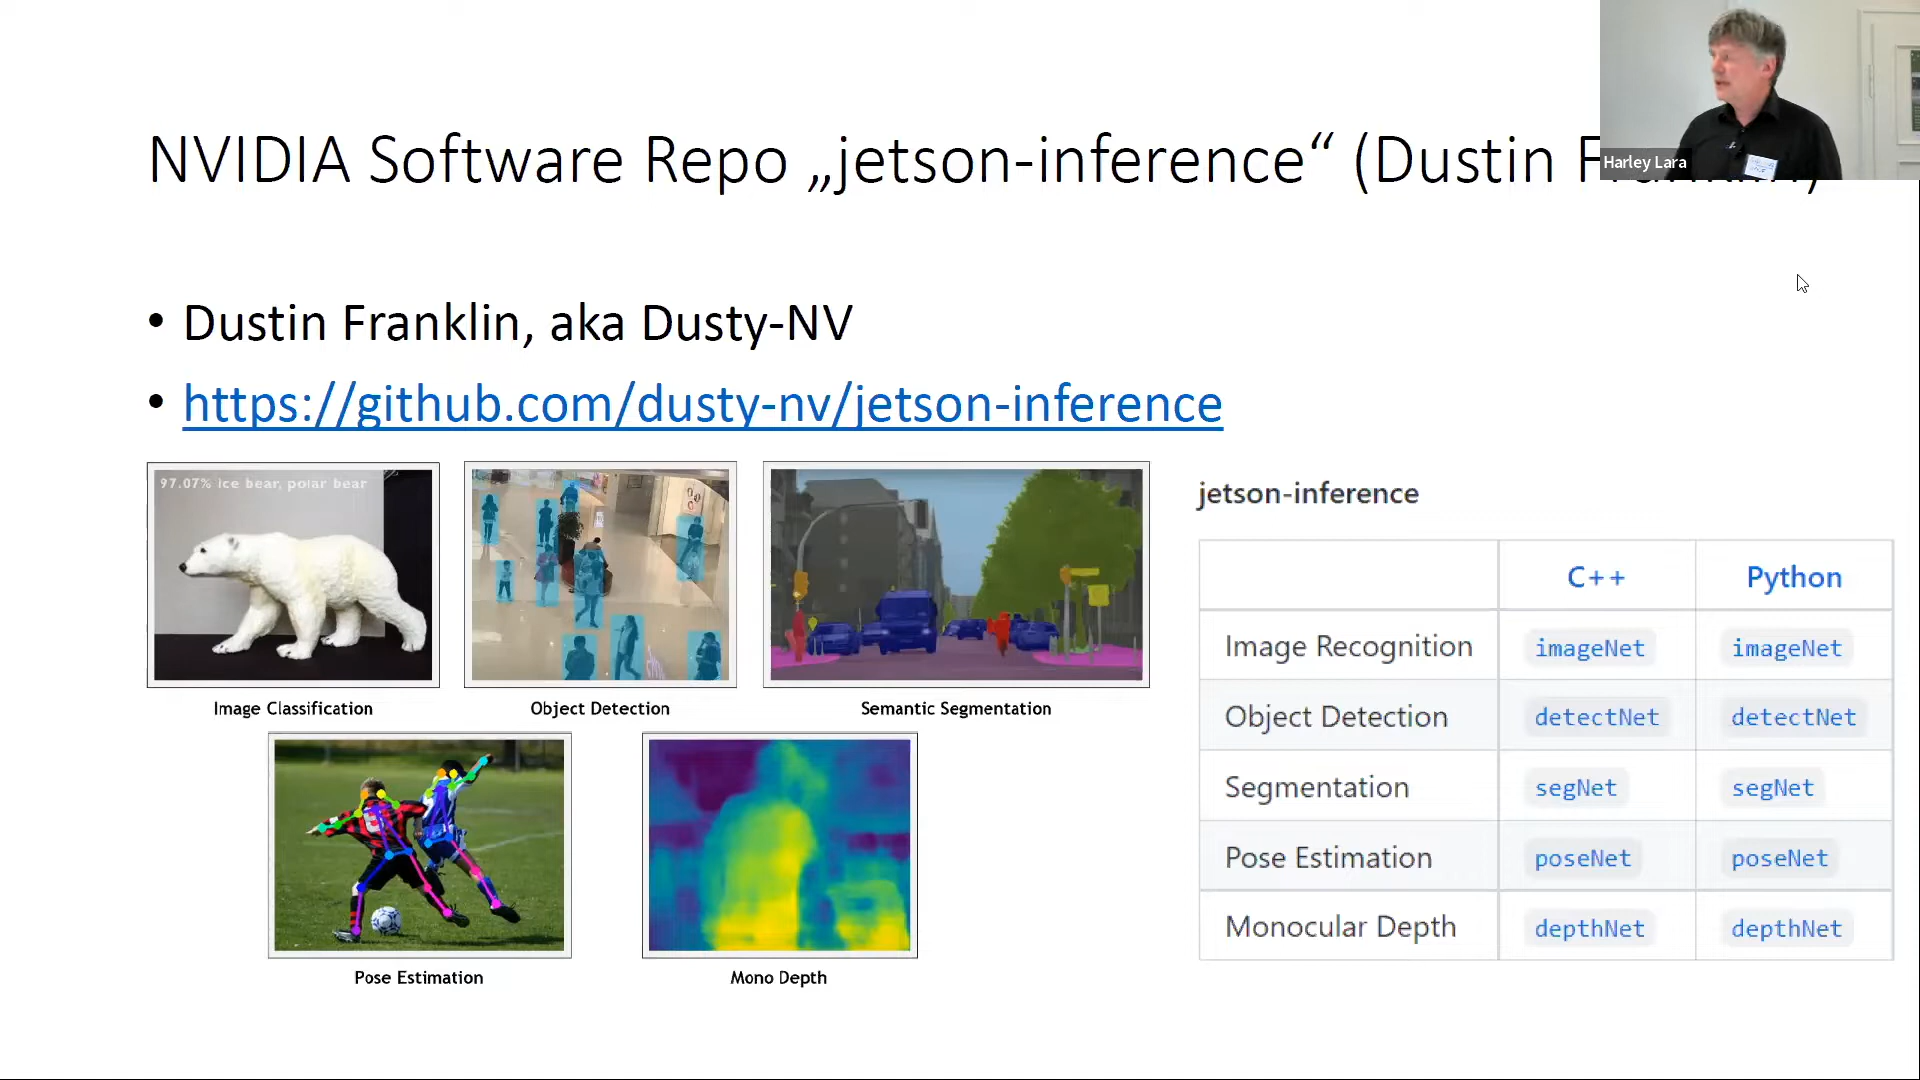 NVIDIA Software Repo „jetson-inference“ (Dustin
Harley Lara
• Dustin Franklin, aka Dusty-NV
• https://github.com/dusty-nv/jetson-inference
97.07% ice bear, polar bear
Image Classification
Object Detection
Semantic Segmentation
Pose Estimation
Mono Depth
jetson-inference
C++ Python
Image Recognition imageNet imageNet
Object Detection detectNet detectNet
Segmentation segNet segNet
Pose Estimation poseNet poseNet
Monocular Depth depthNet depthNet